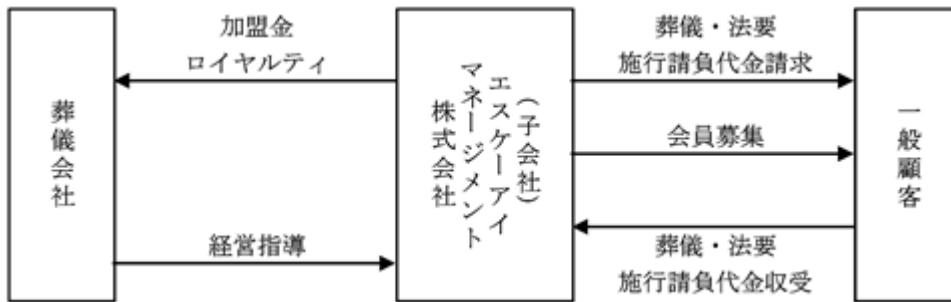 葬儀会社
加盟金
ロイヤルティ
経営指導
(子会社)
エスケーアイ
マネージメント
株式会社
葬儀・法要
施行請負代金請求
会員募集
葬儀・法要
施行請負代金収受
一般顧客